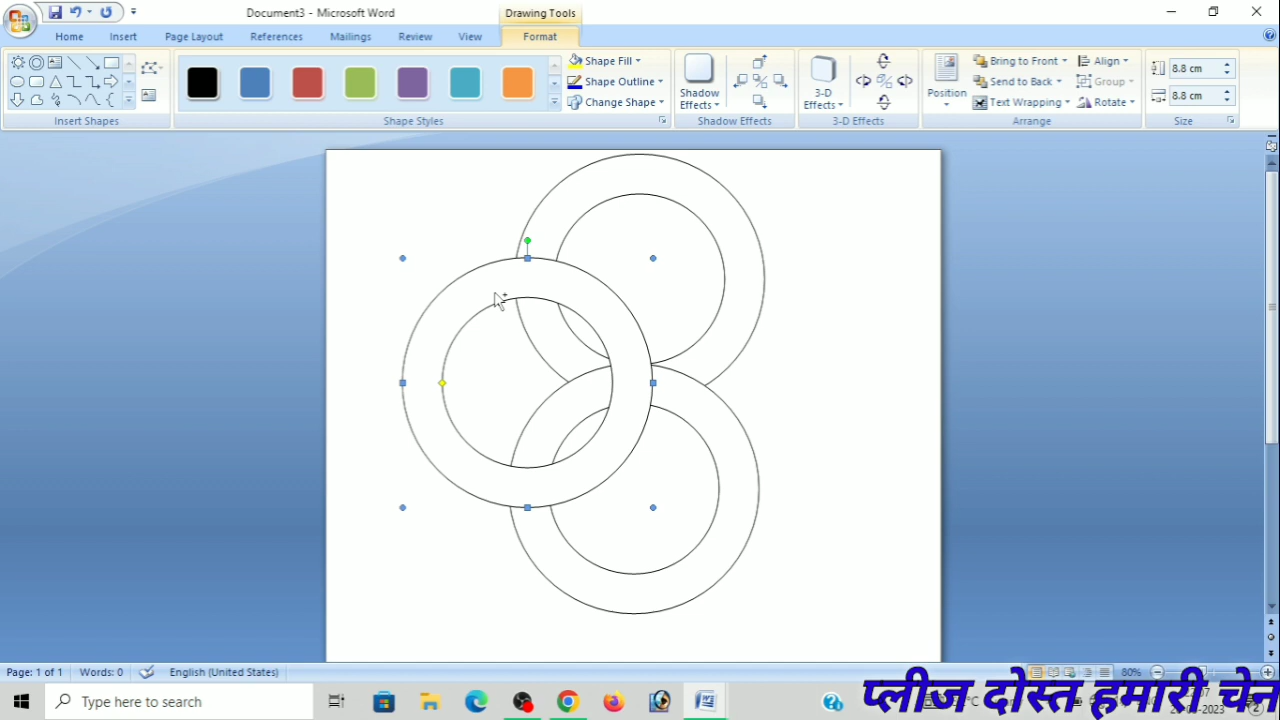 Document3 - Microsoft Word
Drawing Tools
Home Insert Page Layout References Mailings Review View Format
Shape Fill
Shape Outline
Change Shape
Shadow Effects
3-D Effects
Position
Bring to Front
Send to Back
Text Wrapping
Align
Group
Rotate
8.8 cm
8.8 cm
Insert Shapes Shape Styles Shadow Effects 3-D Effects Arrange Size
Page: 1 of 1 Words: 0 English (United States) 80%
Type here to search
प्लीज दोस्त हमारी चेन